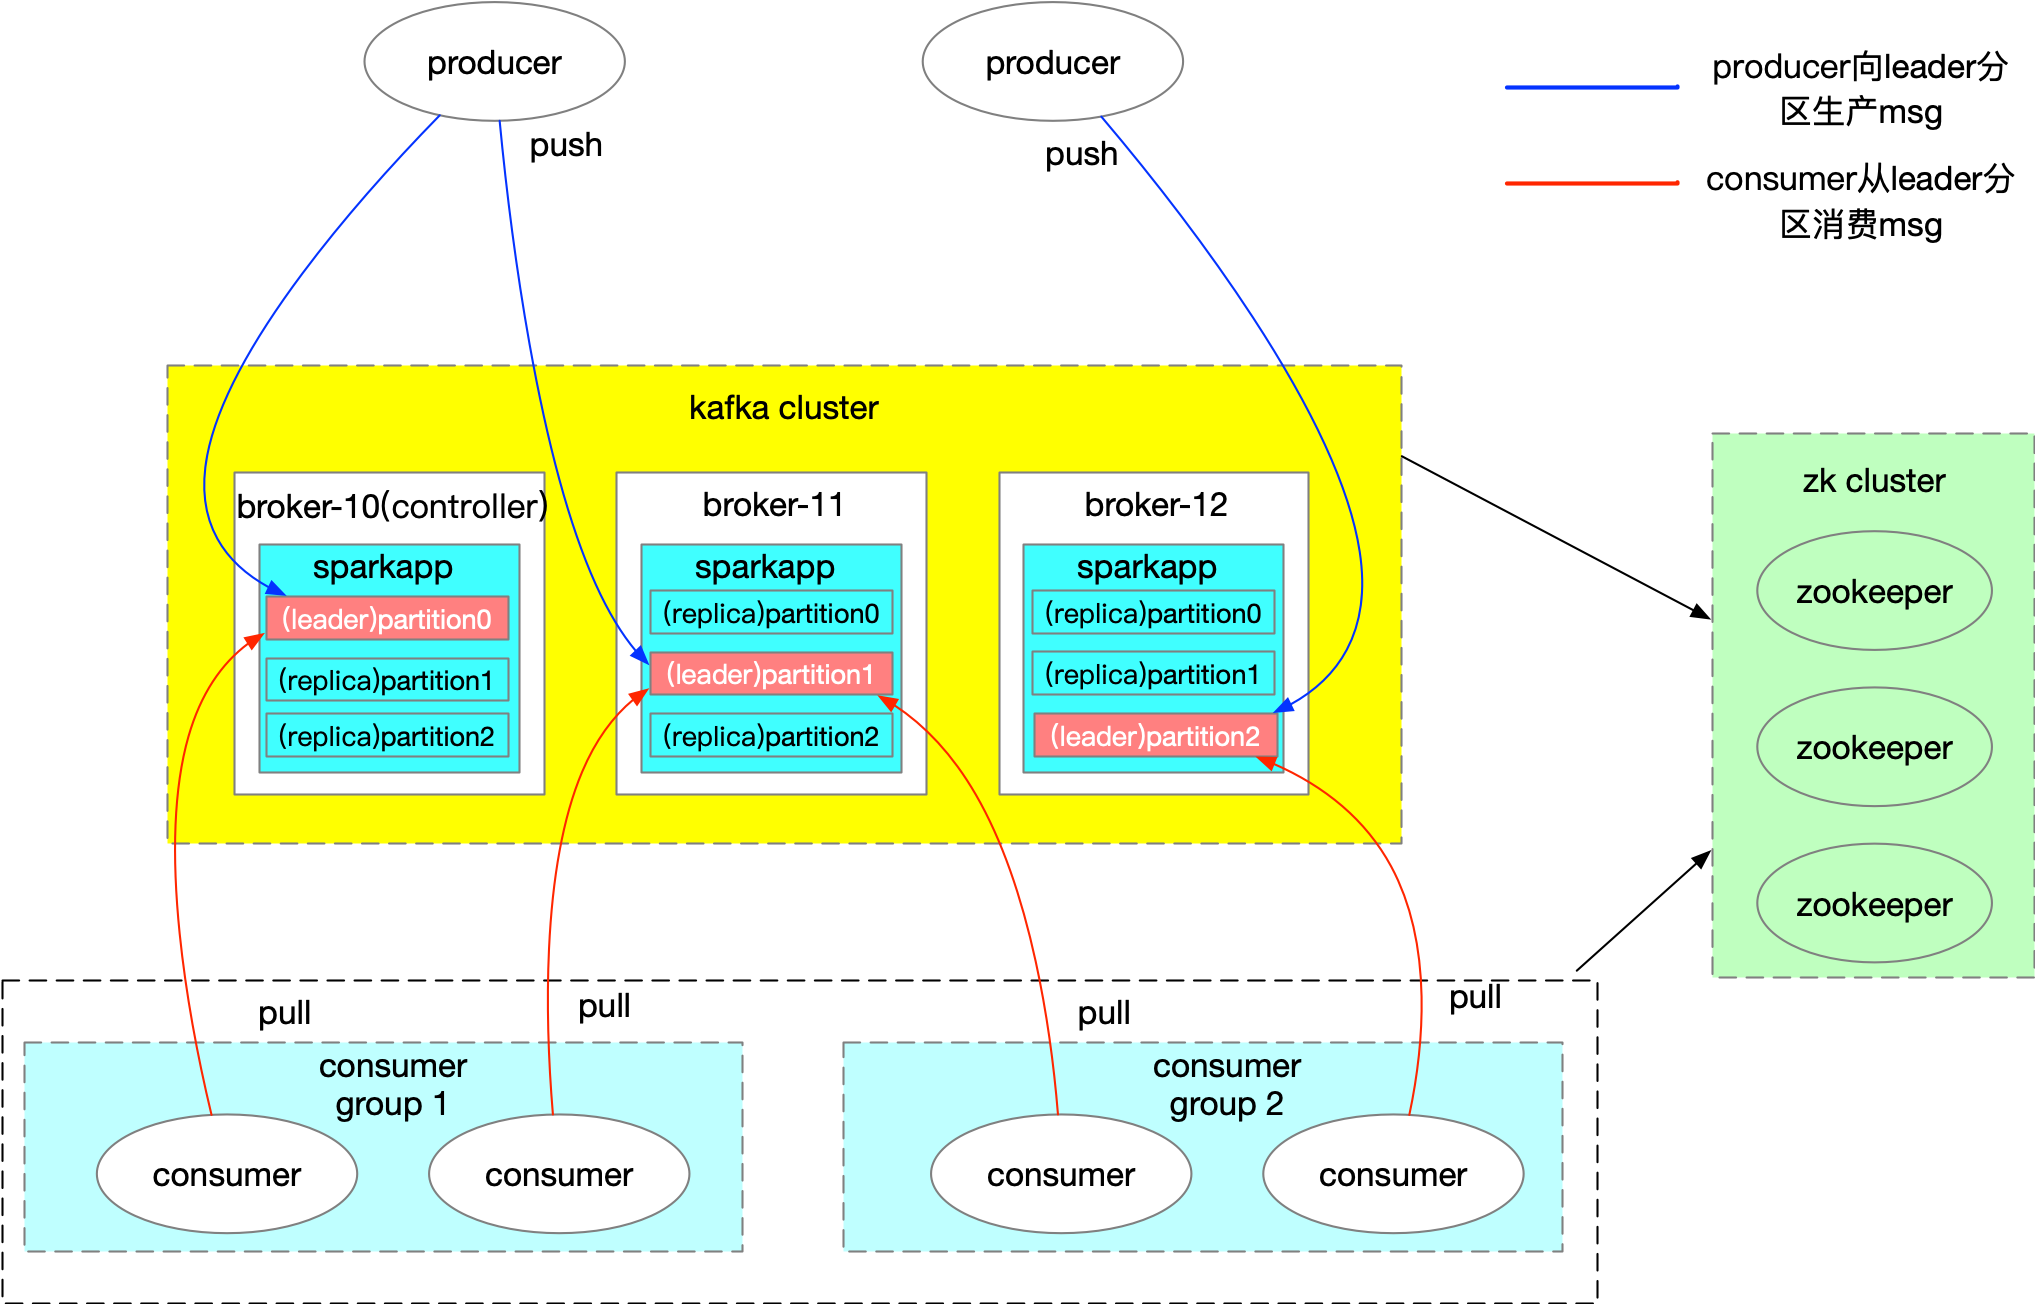 producer
producer
push
push
producer向leader分
区生产msg
consumer从leader分
区消费msg
kafka cluster
broker-10(controller)
sparkapp
(leader)partition0
(replica)partition1
(replica)partition2
broker-11
sparkapp
(replica)partition0
(leader)partition1
(replica)partition2
broker-12
sparkapp
(replica)partition0
(replica)partition1
(leader)partition2
zk cluster
zookeeper
zookeeper
zookeeper
pull
pull
pull
pull
consumer
group 1
consumer
consumer
consumer
group 2
consumer
consumer